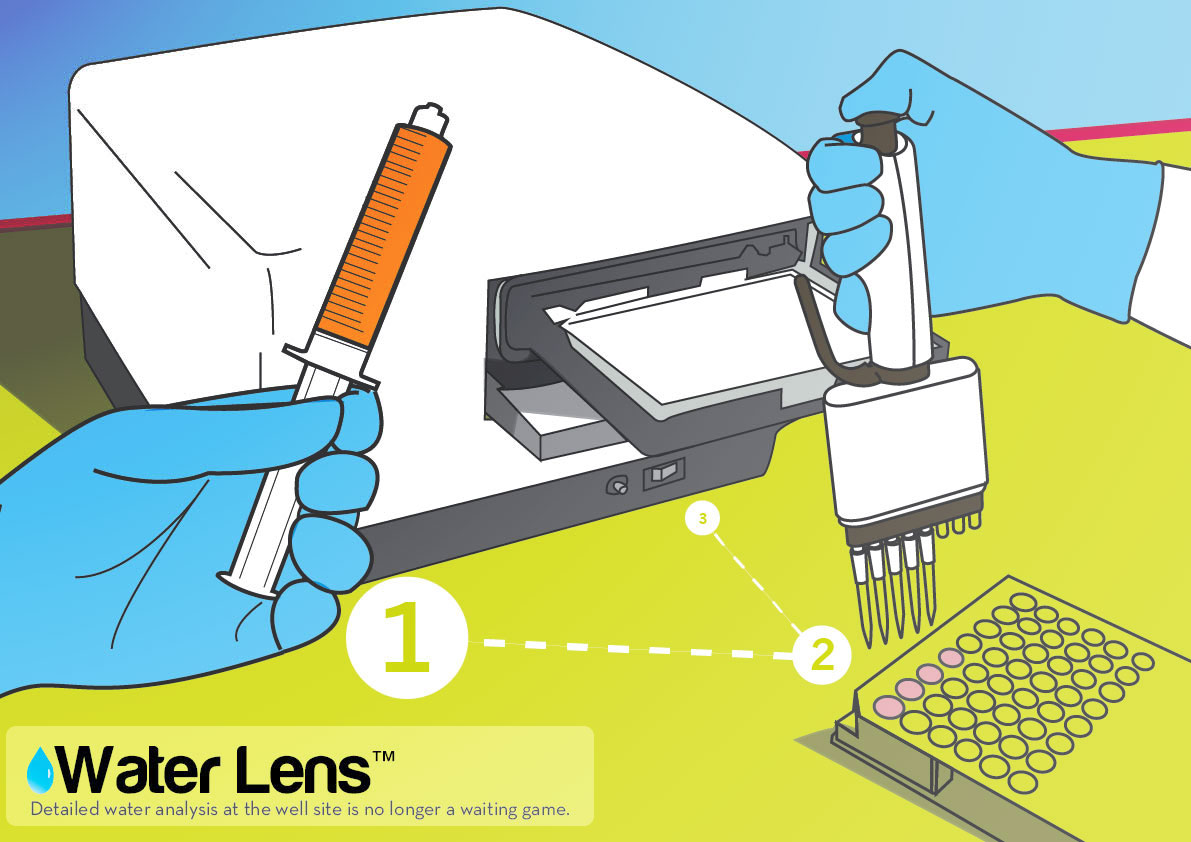 3
1
2
Water Lens™
Detailed water analysis at the well site is no longer a waiting game.